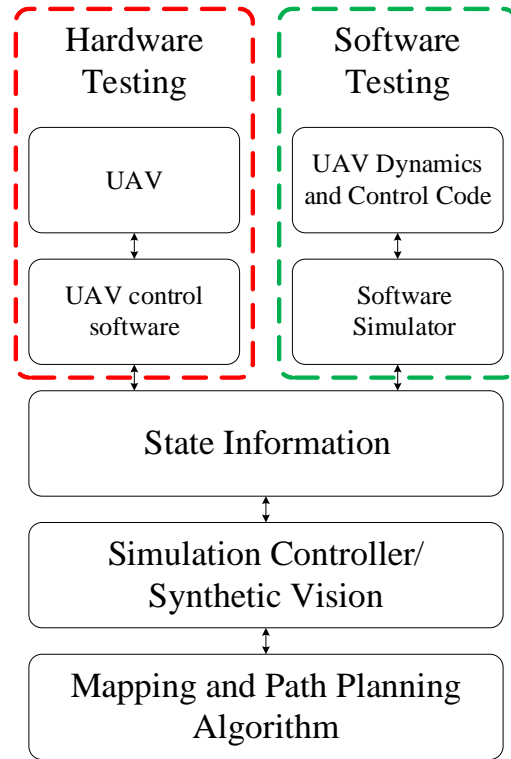 Hardware
Testing
UAV
UAV control
software
Software
Testing
UAV Dynamics
and Control Code
Software
Simulator
State Information
Simulation Controller/
Synthetic Vision
Mapping and Path Planning
Algorithm